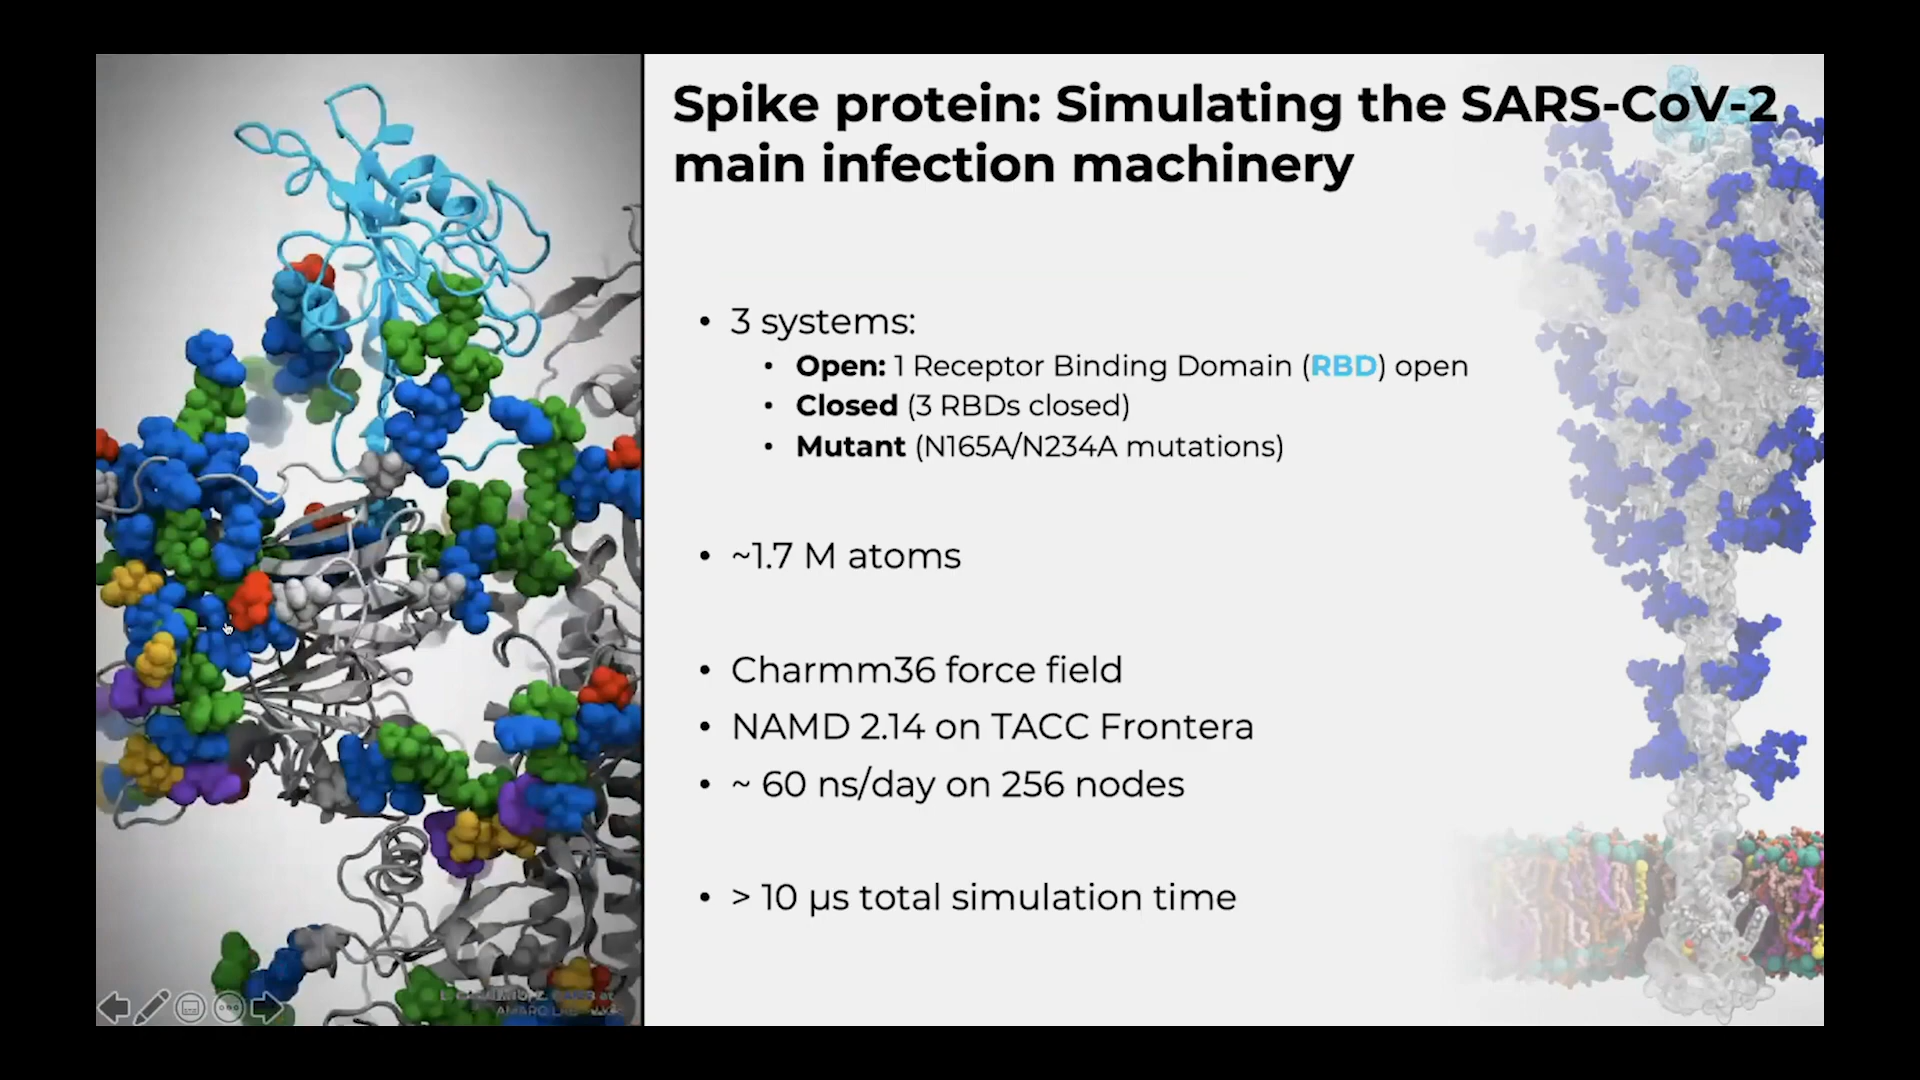 Spike protein: Simulating the SARS-CoV-2
main infection machinery
• 3 systems:
• Open: 1 Receptor Binding Domain (RBD) open
• Closed (3 RBDs closed)
• Mutant (N165A/N234A mutations)
• ~1.7 M atoms
• Charmm36 force field
• NAMD 2.14 on TACC Frontera
• ~ 60 ns/day on 256 nodes
• > 10 µs total simulation time
AMARO LAB